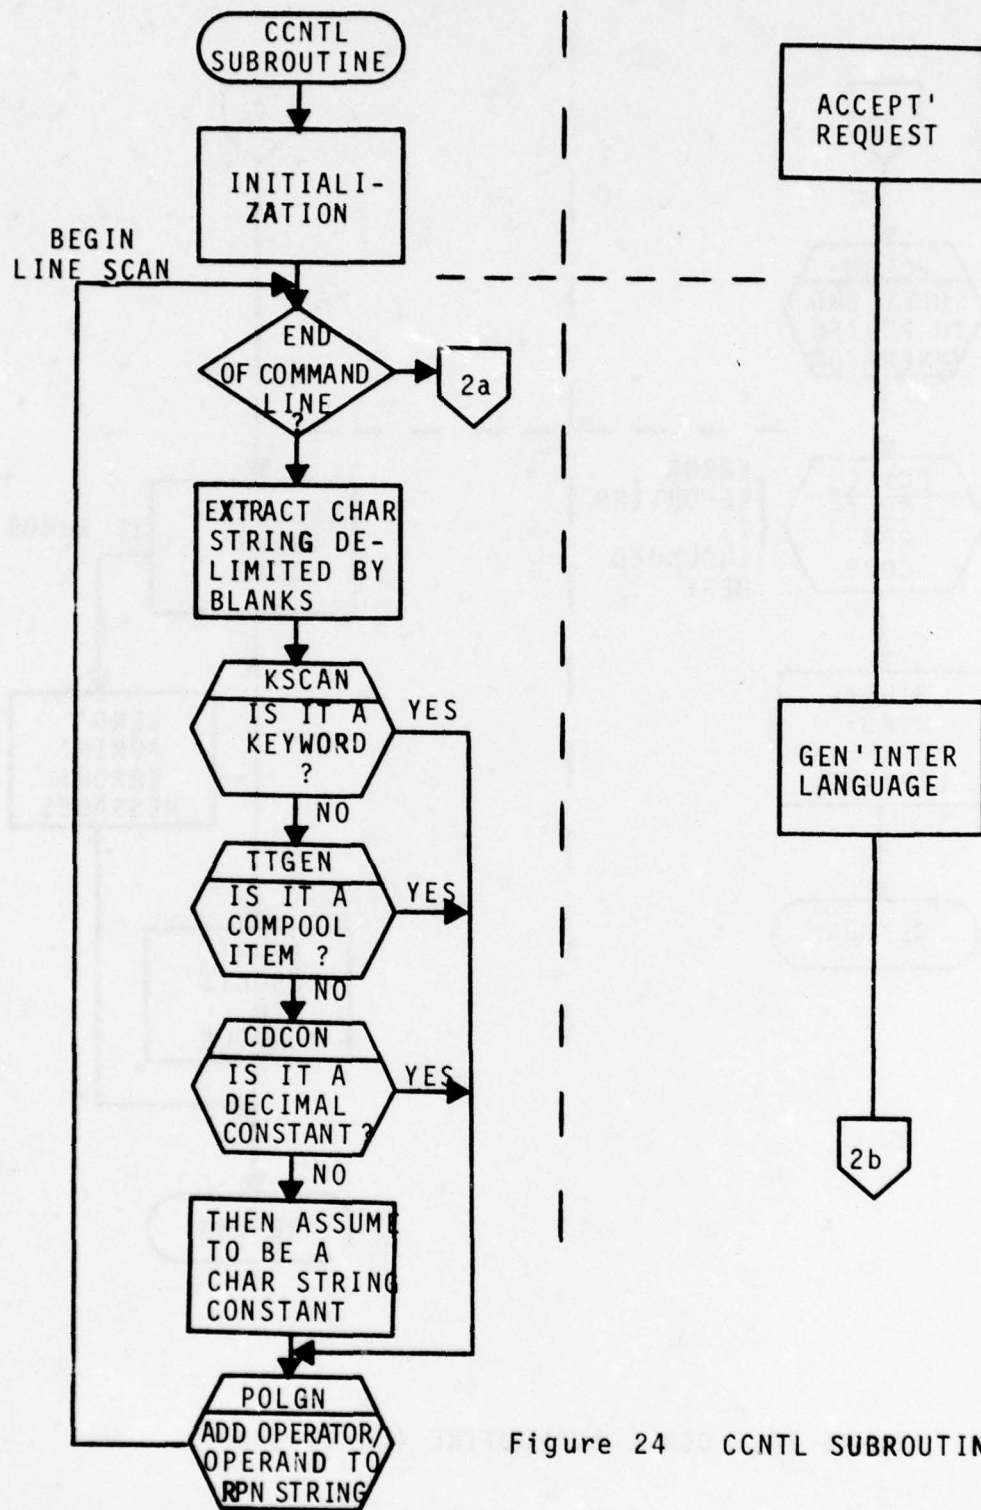 CCNTL
SUBROUTINE
INITIALI-
ZATION
BEGIN
LINE SCAN
END
OF COMMAND
LINE
?
2a
EXTRACT CHAR
STRING DE-
LIMITED BY
BLANKS
KSCAN
IS IT A
KEYWORD
?
YES
NO
TTGEN
IS IT A
COMPOOL
ITEM ?
YES
NO
CDCON
IS IT A
DECIMAL
CONSTANT?
YES
NO
THEN ASSUME
TO BE A
CHAR STRING
CONSTANT
POLGN
ADD OPERATOR/
OPERAND TO
RPN STRING
ACCEPT'
REQUEST
GEN'INTER
LANGUAGE
2b
Figure 24 CCNTL SUBROUTIN